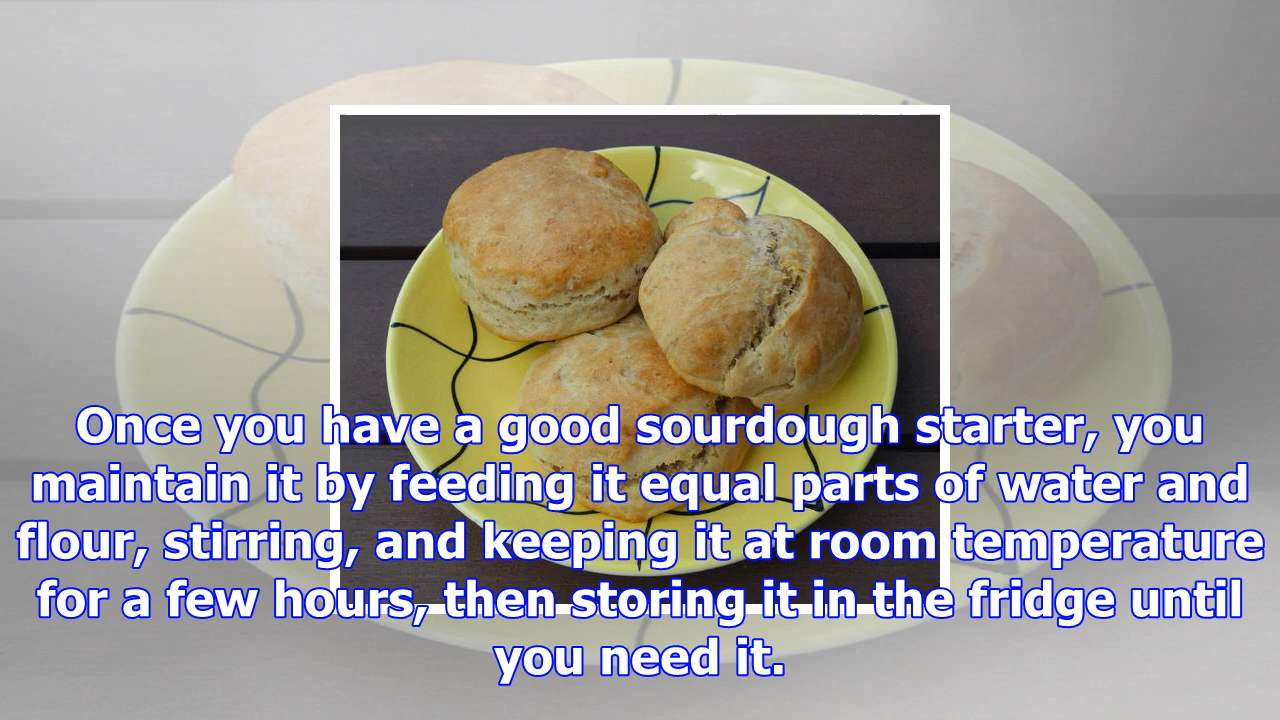 Once you have a good sourdough starter, you
maintain it by feeding it equal parts of water and
flour, stirring, and keeping it at room temperature
for a few hours, then storing it in the fridge until
you need it.